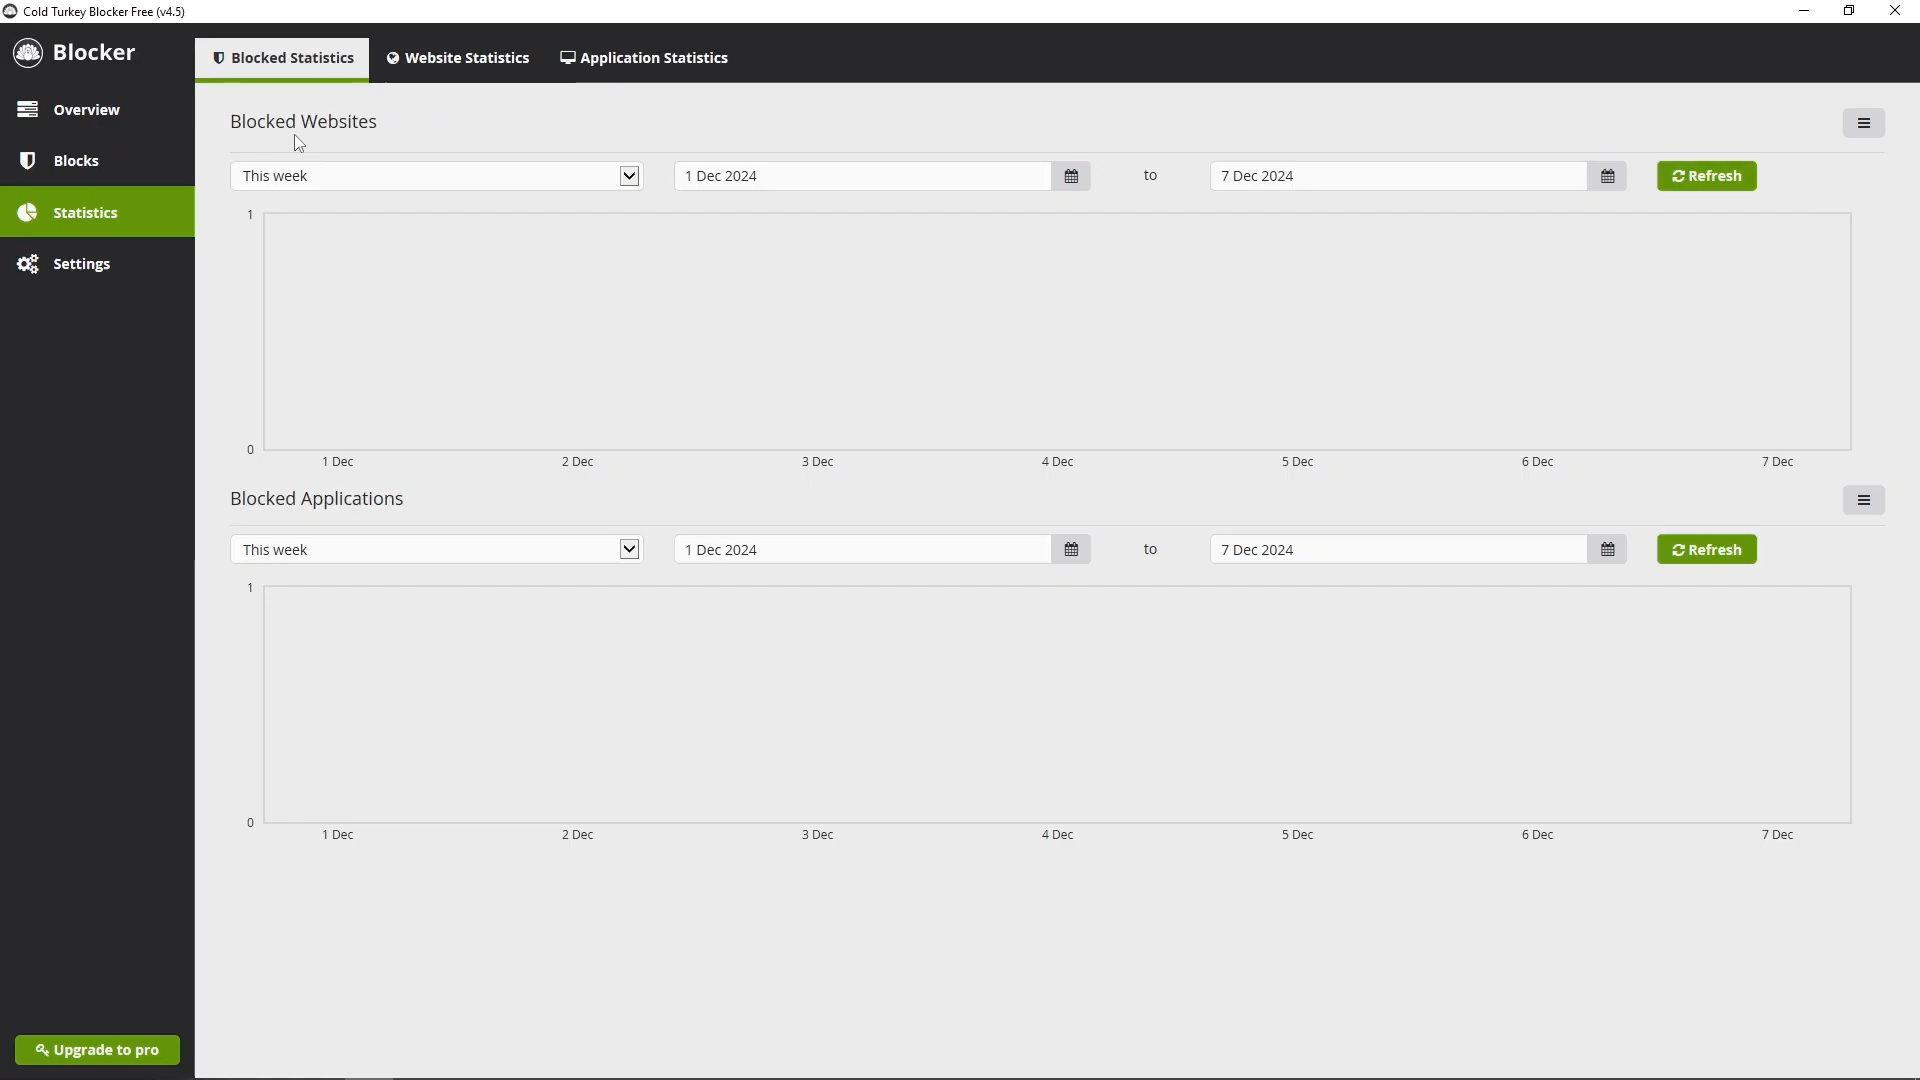 Cold Turkey Blocker Free (v4.5)
Blocker
Blocked Statistics
Website Statistics
Application Statistics
Overview
Blocks
Statistics
Settings
Blocked Websites
This week
1 Dec 2024
to
7 Dec 2024
Refresh
1
0
1 Dec
2 Dec
3 Dec
4 Dec
5 Dec
6 Dec
7 Dec
Blocked Applications
This week
1 Dec 2024
to
7 Dec 2024
Refresh
1
0
1 Dec
2 Dec
3 Dec
4 Dec
5 Dec
6 Dec
7 Dec
Upgrade to pro